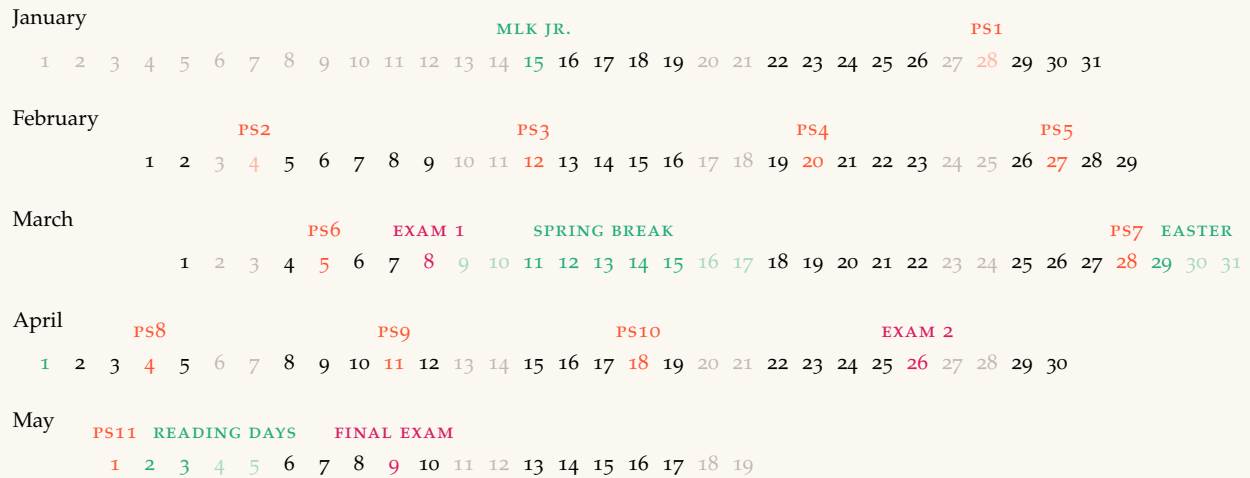 January
MLK JR. PS1
1 2 3 4 5 6 7 8 9 10 11 12 13 14 15 16 17 18 19 20 21 22 23 24 25 26 27 28 29 30 31
February
PS2 PS3 PS4 PS5
1 2 3 4 5 6 7 8 9 10 11 12 13 14 15 16 17 18 19 20 21 22 23 24 25 26 27 28 29
March
PS6 EXAM 1 SPRING BREAK PS7 EASTER
1 2 3 4 5 6 7 8 9 10 11 12 13 14 15 16 17 18 19 20 21 22 23 24 25 26 27 28 29 30 31
April
PS8 PS9 PS10 EXAM 2
1 2 3 4 5 6 7 8 9 10 11 12 13 14 15 16 17 18 19 20 21 22 23 24 25 26 27 28 29 30
May
PS11 READING DAYS FINAL EXAM
1 2 3 4 5 6 7 8 9 10 11 12 13 14 15 16 17 18 19